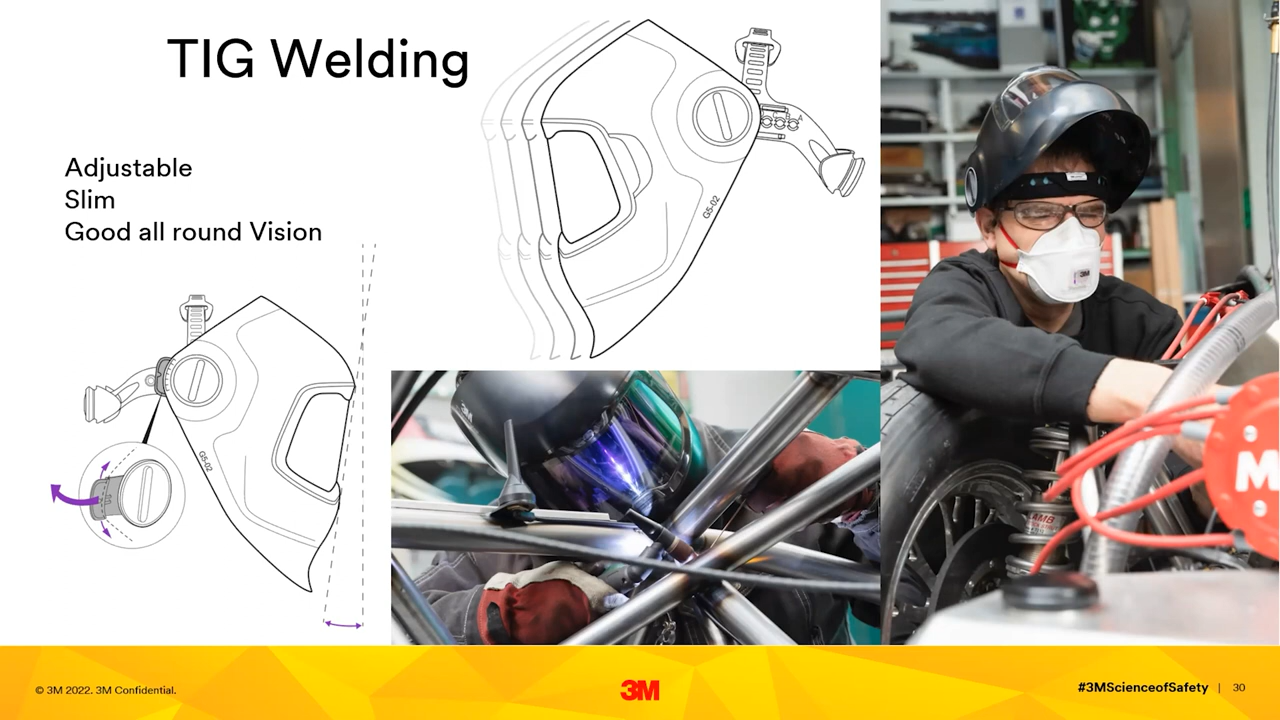 TIG Welding
Adjustable
Slim
Good all round Vision
G5-02
G5-02
3M
3M
M
© 3M 2022. 3M Confidential.
3M
#3MScienceofSafety | 30